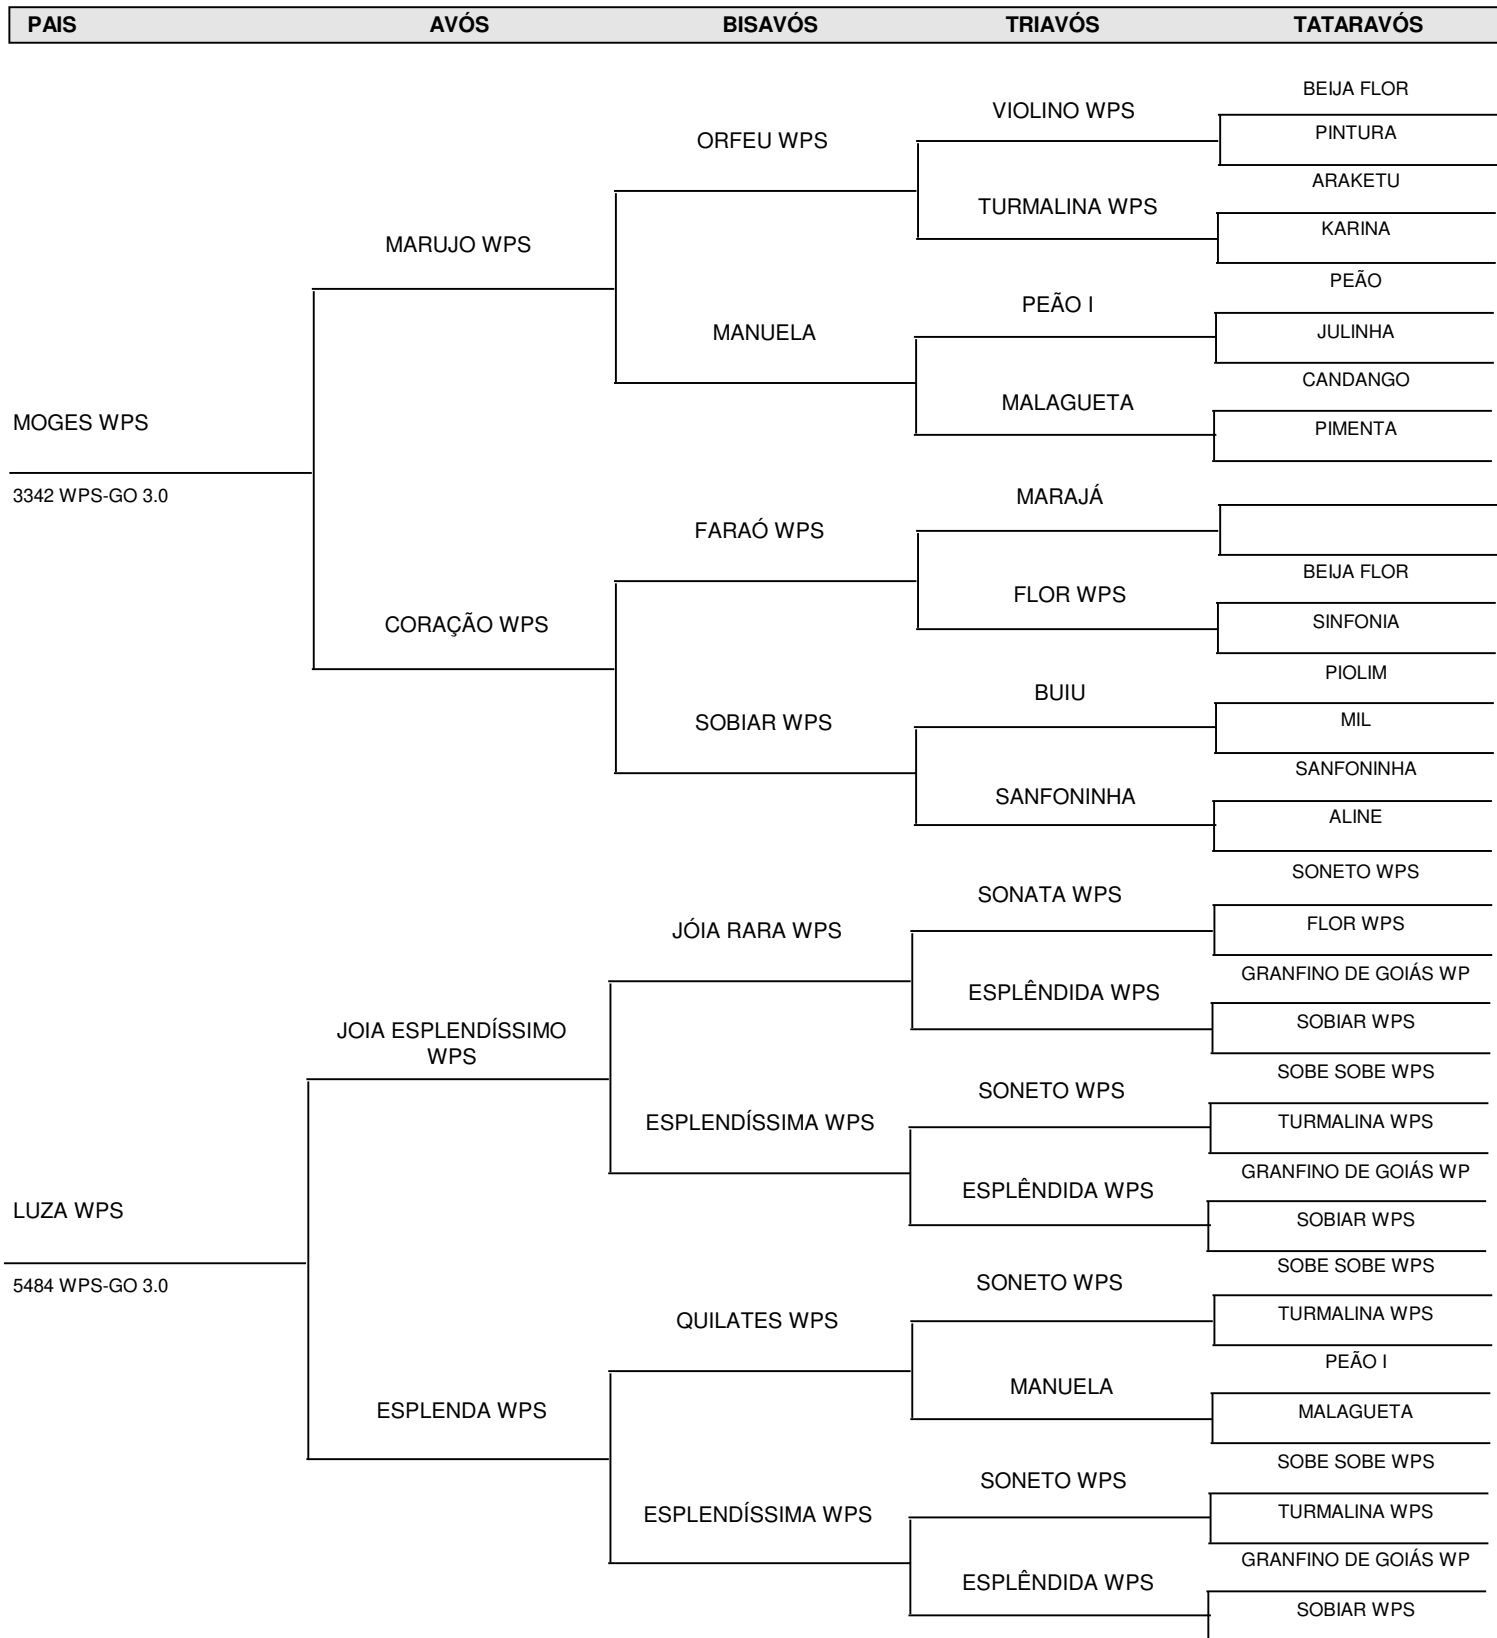 PAIS AVÓS BISAVÓS TRIAVÓS TATARAVÓS
BEIJA FLOR
VIOLINO WPS
PINTURA
ORFEU WPS
ARAKETU
TURMALINA WPS
KARINA
MARUJO WPS
PEÃO
PEÃO I
JULINHA
MANUELA
CANDANGO
MALAGUETA
PIMENTA
MOGES WPS
3342 WPS-GO 3.0
MARAJÁ
FARAÓ WPS
BEIJA FLOR
FLOR WPS
SINFONIA
CORAÇÃO WPS
PIOLIM
BUIU
MIL
SOBIAR WPS
SANFONINHA
SANFONINHA
ALINE
SONETO WPS
SONATA WPS
FLOR WPS
JÓIA RARA WPS
GRANFINO DE GOIÁS WP
ESPLÊNDIDA WPS
SOBIAR WPS
JOIA ESPLENDÍSSIMO
WPS
SOBE SOBE WPS
SONETO WPS
TURMALINA WPS
ESPLENDÍSSIMA WPS
GRANFINO DE GOIÁS WP
ESPLÊNDIDA WPS
SOBIAR WPS
LUZA WPS
5484 WPS-GO 3.0
SOBE SOBE WPS
SONETO WPS
TURMALINA WPS
QUILATES WPS
PEÃO I
MANUELA
MALAGUETA
ESPLENDA WPS
SOBE SOBE WPS
SONETO WPS
TURMALINA WPS
ESPLENDÍSSIMA WPS
GRANFINO DE GOIÁS WP
ESPLÊNDIDA WPS
SOBIAR WPS